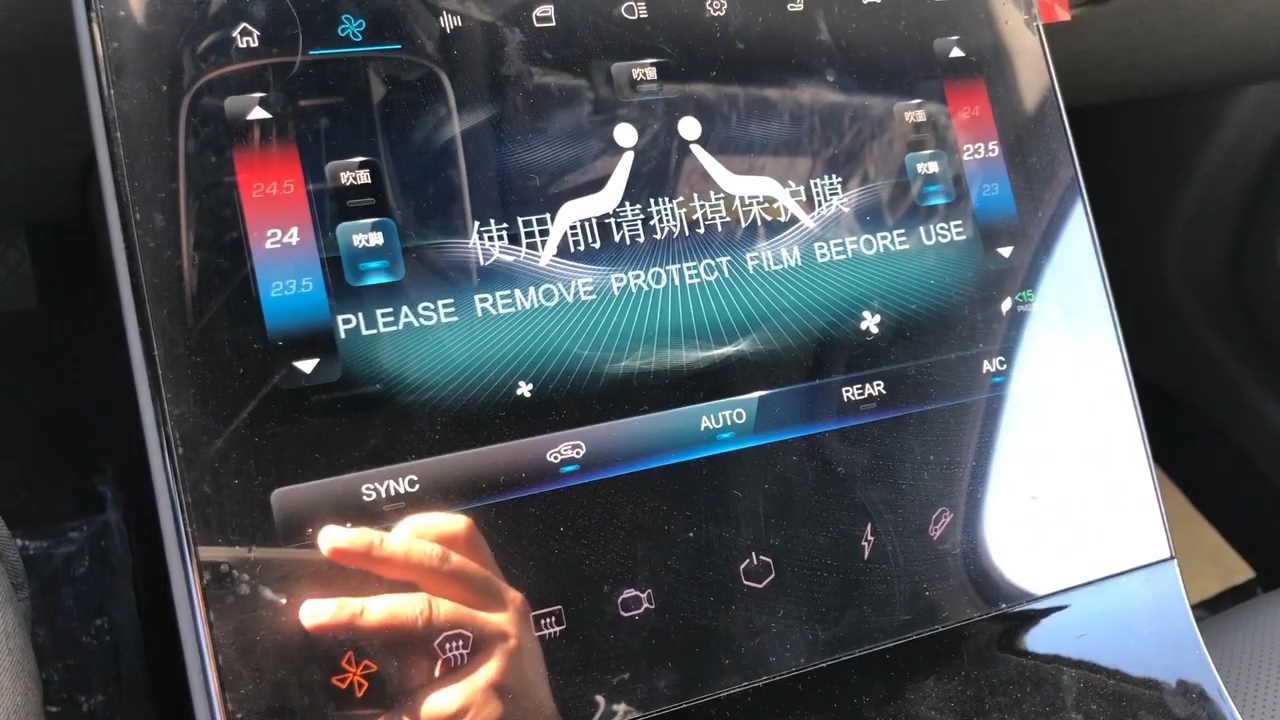 吹窗
24.5
24
23.5
吹面
吹脚
吹面
吹脚
24
23.5
23
使用前请撕掉保护膜
PLEASE REMOVE PROTECT FILM BEFORE USE
<15
SYNC
AUTO
REAR
A/C